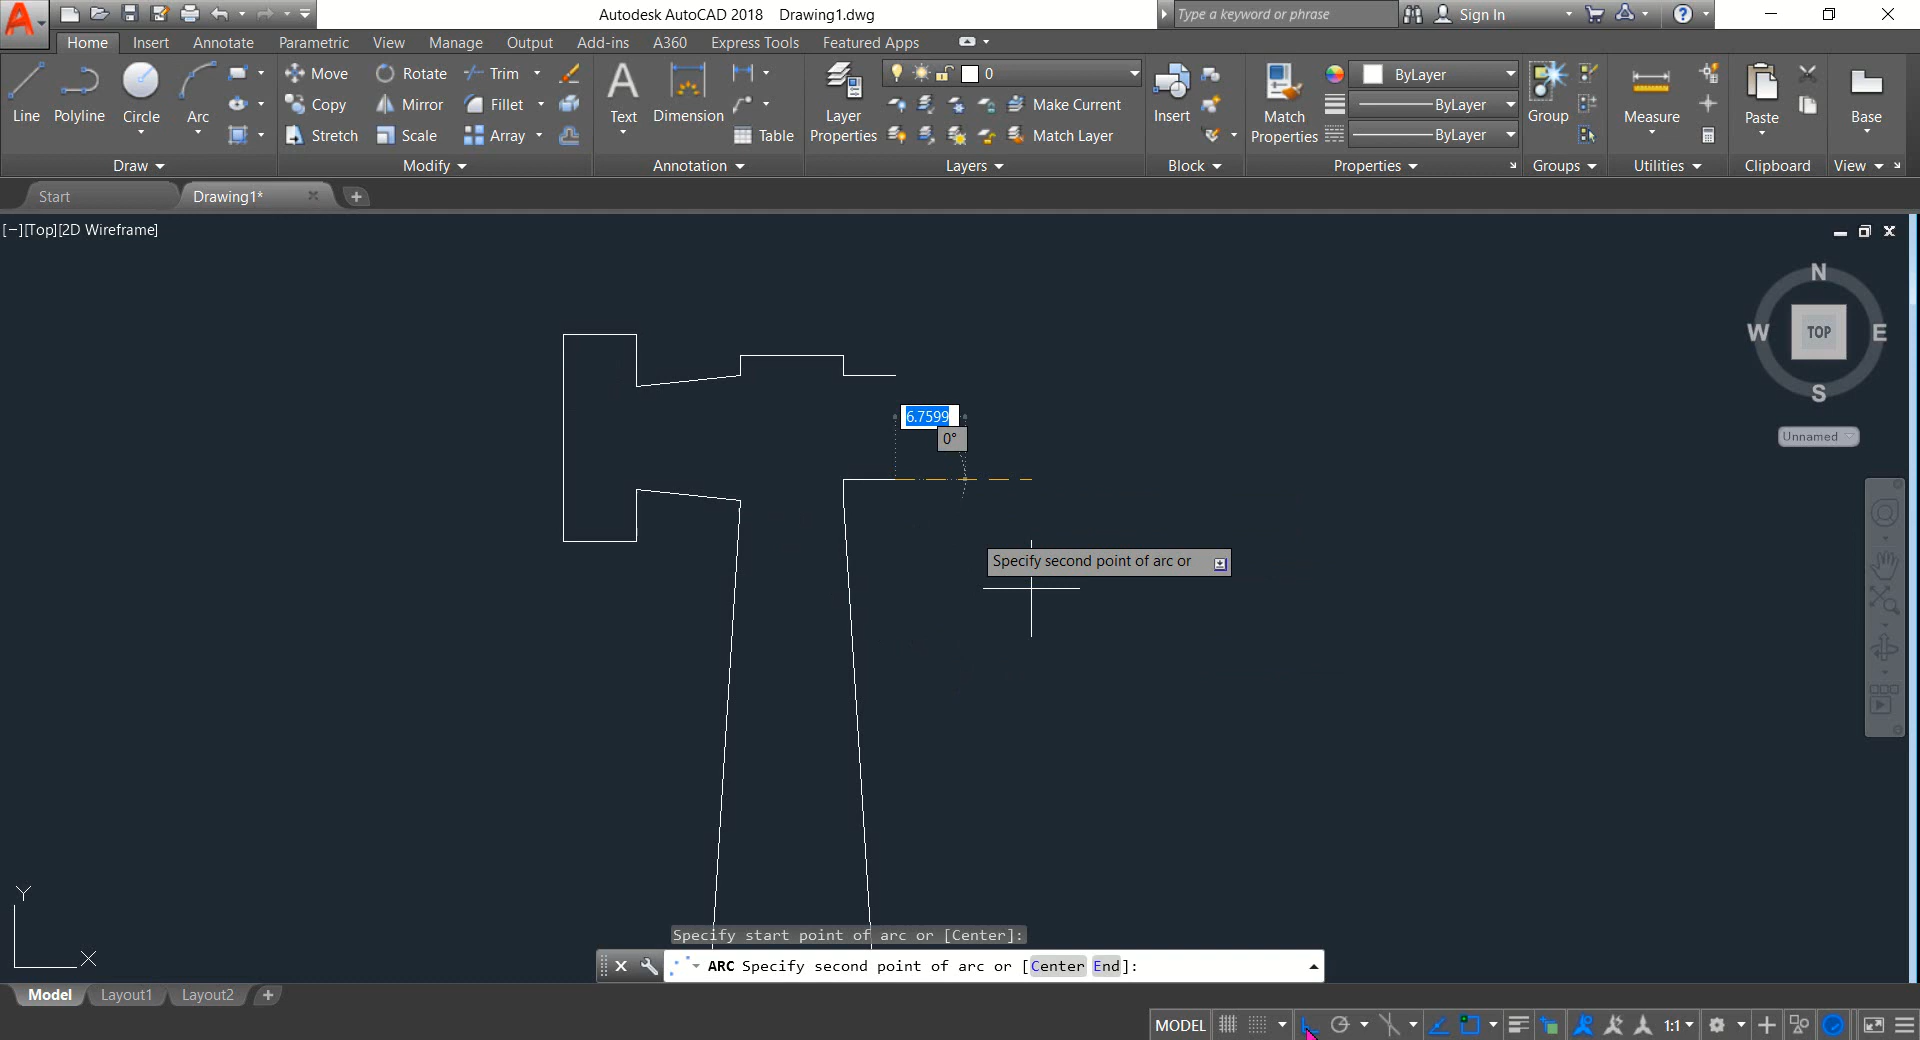 Autodesk AutoCAD 2018 Drawing1.dwg
Type a keyword or phrase
Sign In
Home Insert Annotate Parametric View Manage Output Add-ins A360 Express Tools Featured Apps
Line Polyline Circle Arc
Move Rotate Trim
Copy Mirror Fillet
Stretch Scale Array
Text Dimension Table
Layer Properties
0
Make Current
Match Layer
Insert
Match Properties
ByLayer
ByLayer
ByLayer
Group
Measure
Paste
Base
Draw Modify Annotation Layers Block Properties Groups Utilities Clipboard View
Start Drawing1*
[−][Top][2D Wireframe]
N
W TOP E
S
Unnamed
6.7599
0°
Specify second point of arc or
Y
X
Specify start point of arc or [Center]:
ARC Specify second point of arc or [Center End]:
Model Layout1 Layout2
MODEL 1:1